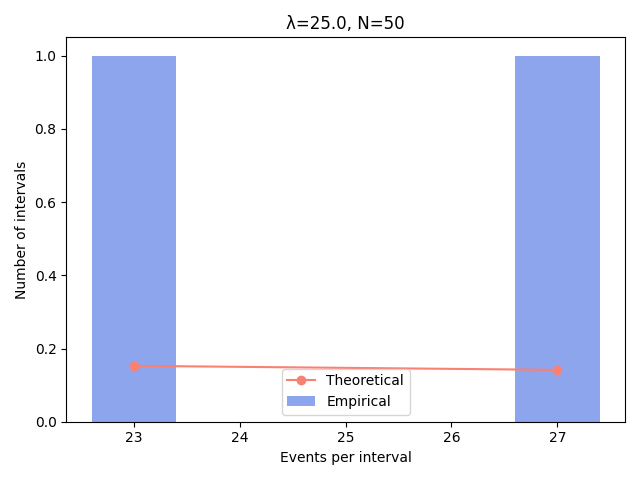 λ=25.0, N=50
Number of intervals
1.0
0.8
0.6
0.4
0.2
0.0
Theoretical
Empirical
23 24 25 26 27
Events per interval